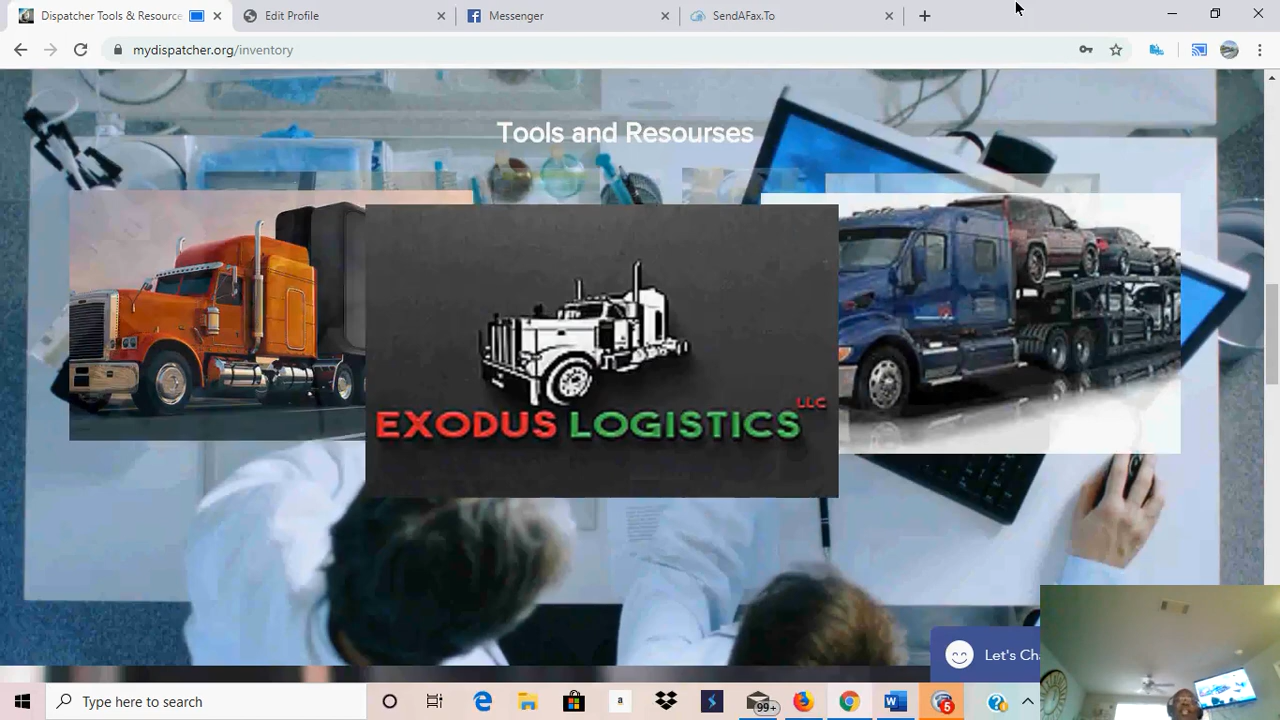 Dispatcher Tools & Resource
Edit Profile
Messenger
SendAFax.To
mydispatcher.org/inventory
Tools and Resourses
EXODUS LOGISTICS LLC
Let's Cha
Type here to search
a
99+
5